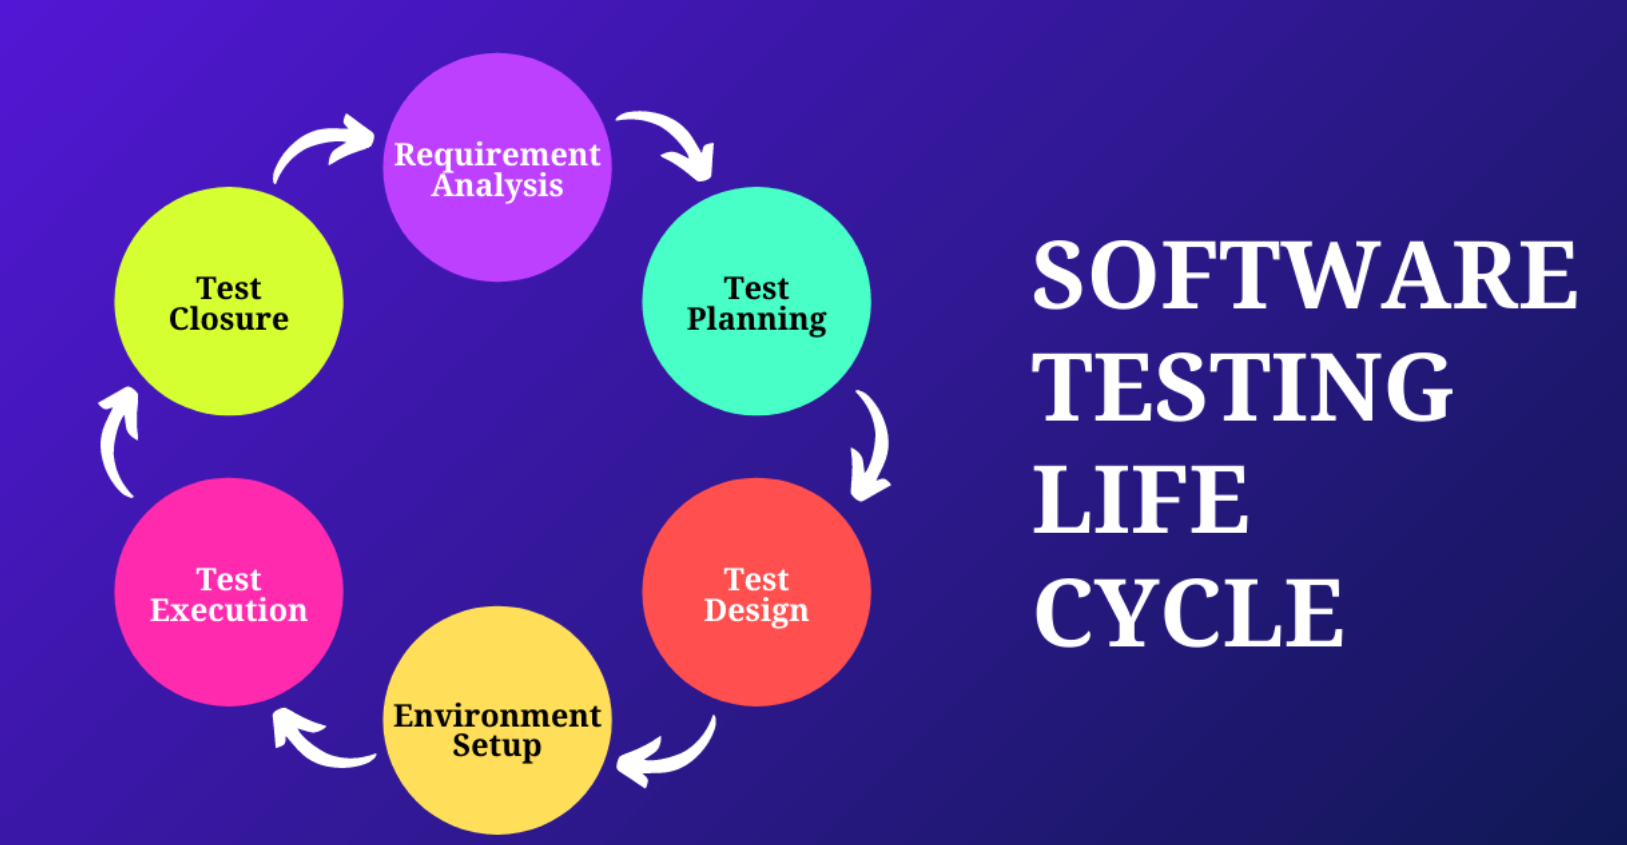 Requirement
Analysis
Test
Planning
Test
Design
Environment
Setup
Test
Execution
Test
Closure
SOFTWARE
TESTING
LIFE
CYCLE